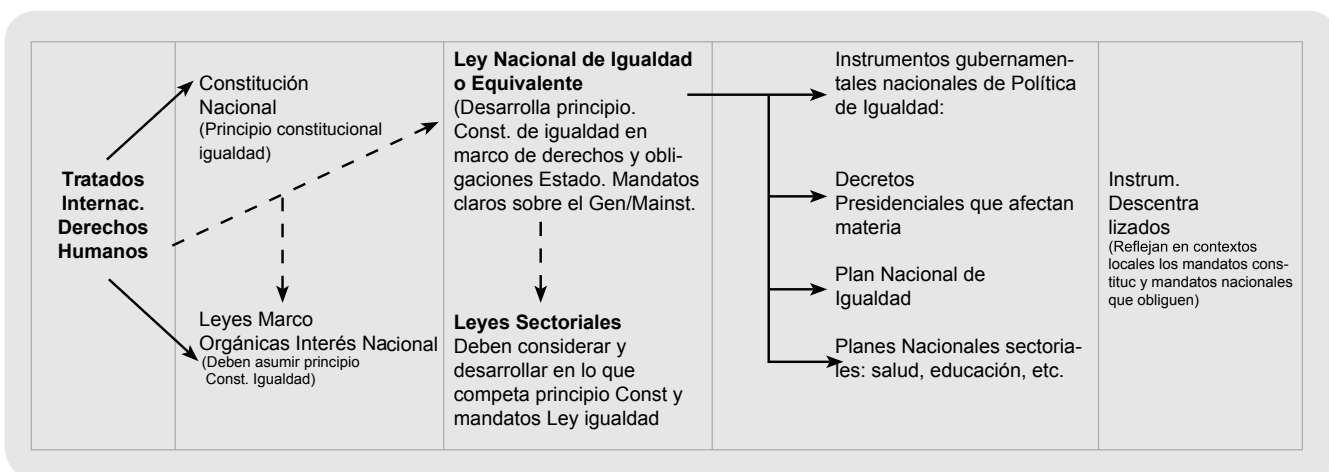 Tratados
Internac.
Derechos
Humanos
Constitución
Nacional
(Principio constitucional
igualdad)
Leyes Marco
Orgánicas Interés Nacional
(Deben asumir principio
Const. Igualdad)
Ley Nacional de Igualdad
o Equivalente
(Desarrolla principio.
Const. de igualdad en
marco de derechos y obli-
gaciones Estado. Mandatos
claros sobre el Gen/Mainst.
Leyes Sectoriales
Deben considerar y
desarrollar en lo que
competa principio Const y
mandatos Ley igualdad
Instrumentos gubernamen-
tales nacionales de Política
de Igualdad:
Decretos
Presidenciales que afectan
materia
Plan Nacional de
Igualdad
Planes Nacionales sectoria-
les: salud, educación, etc.
Instrum.
Descentra
lizados
(Reflejan en contextos
locales los mandatos cons-
tituc y mandatos nacionales
que obliguen)